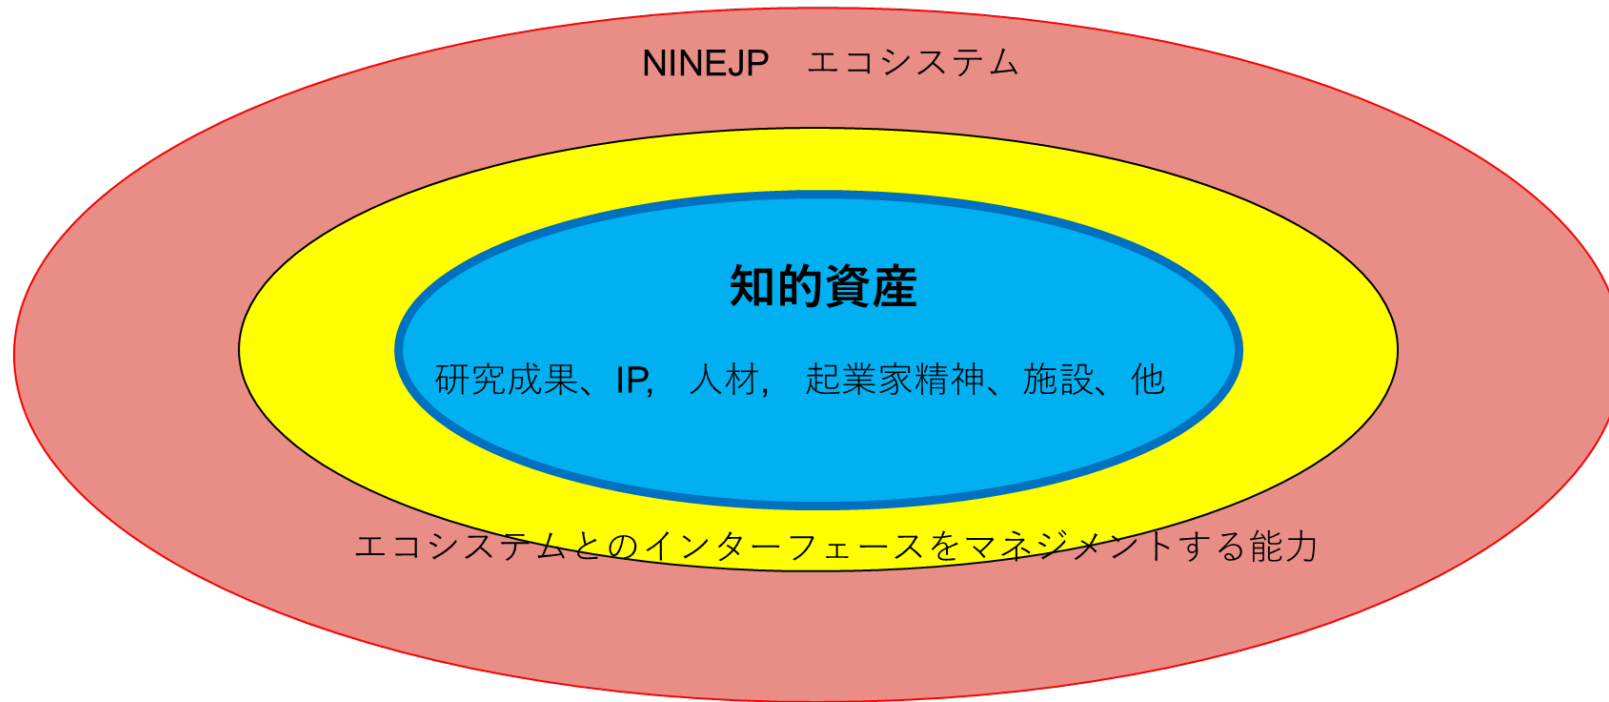 NINEJP　エコシステム
知的資産
研究成果、IP,　人材,　起業家精神、施設、他
エコシステムとのインターフェースをマネジメントする能力